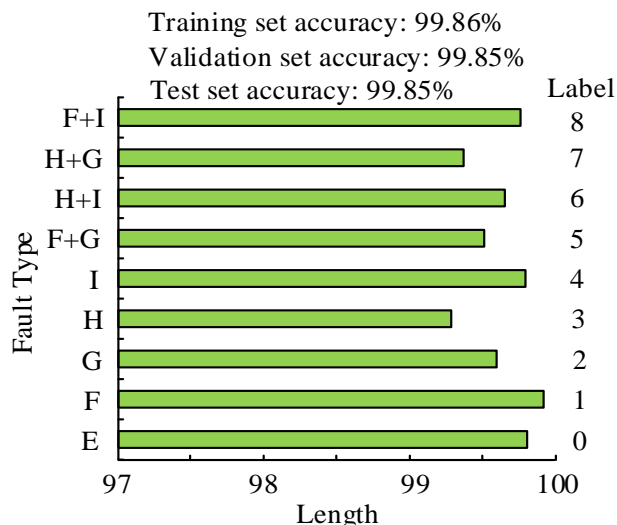 Training set accuracy: 99.86%
Validation set accuracy: 99.85%
Test set accuracy: 99.85%
Label
F+I 8
H+G 7
H+I 6
F+G 5
I 4
H 3
G 2
F 1
E 0
Fault Type
97 98 99 100
Length